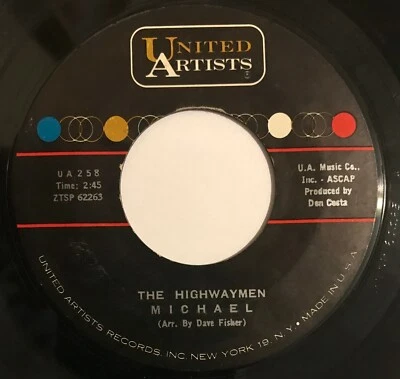 UNITED
ARTISTS
®
UA 258
Time: 2:45
ZTSP 62263
U.A. Music Co.,
Inc. - ASCAP
Produced by
Don Costa
THE HIGHWAYMEN
MICHAEL
(Arr. By Dave Fisher)
UNITED ARTISTS RECORDS, INC. NEW YORK 19, N.Y. • MADE IN U.S.A.